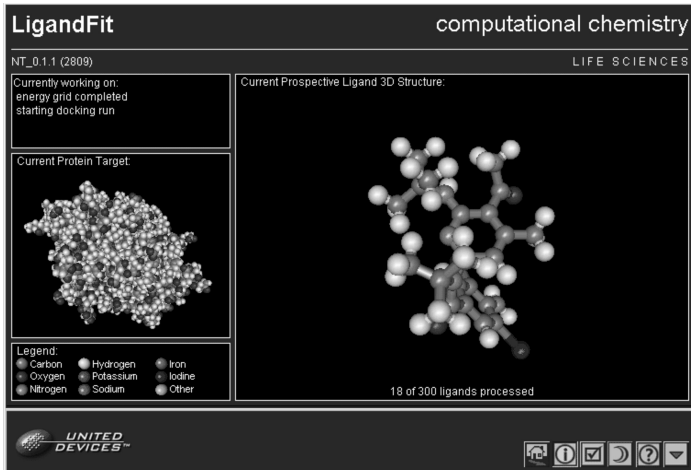 LigandFit
computational chemistry
NT_0.1.1 (2809)
LIFE SCIENCES
Currently working on:
energy grid completed
starting docking run
Current Protein Target:
Current Prospective Ligand 3D Structure:
Legend:
Carbon Hydrogen Iron
Oxygen Potassium Iodine
Nitrogen Sodium Other
18 of 300 ligands processed
UNITED
DEVICES™